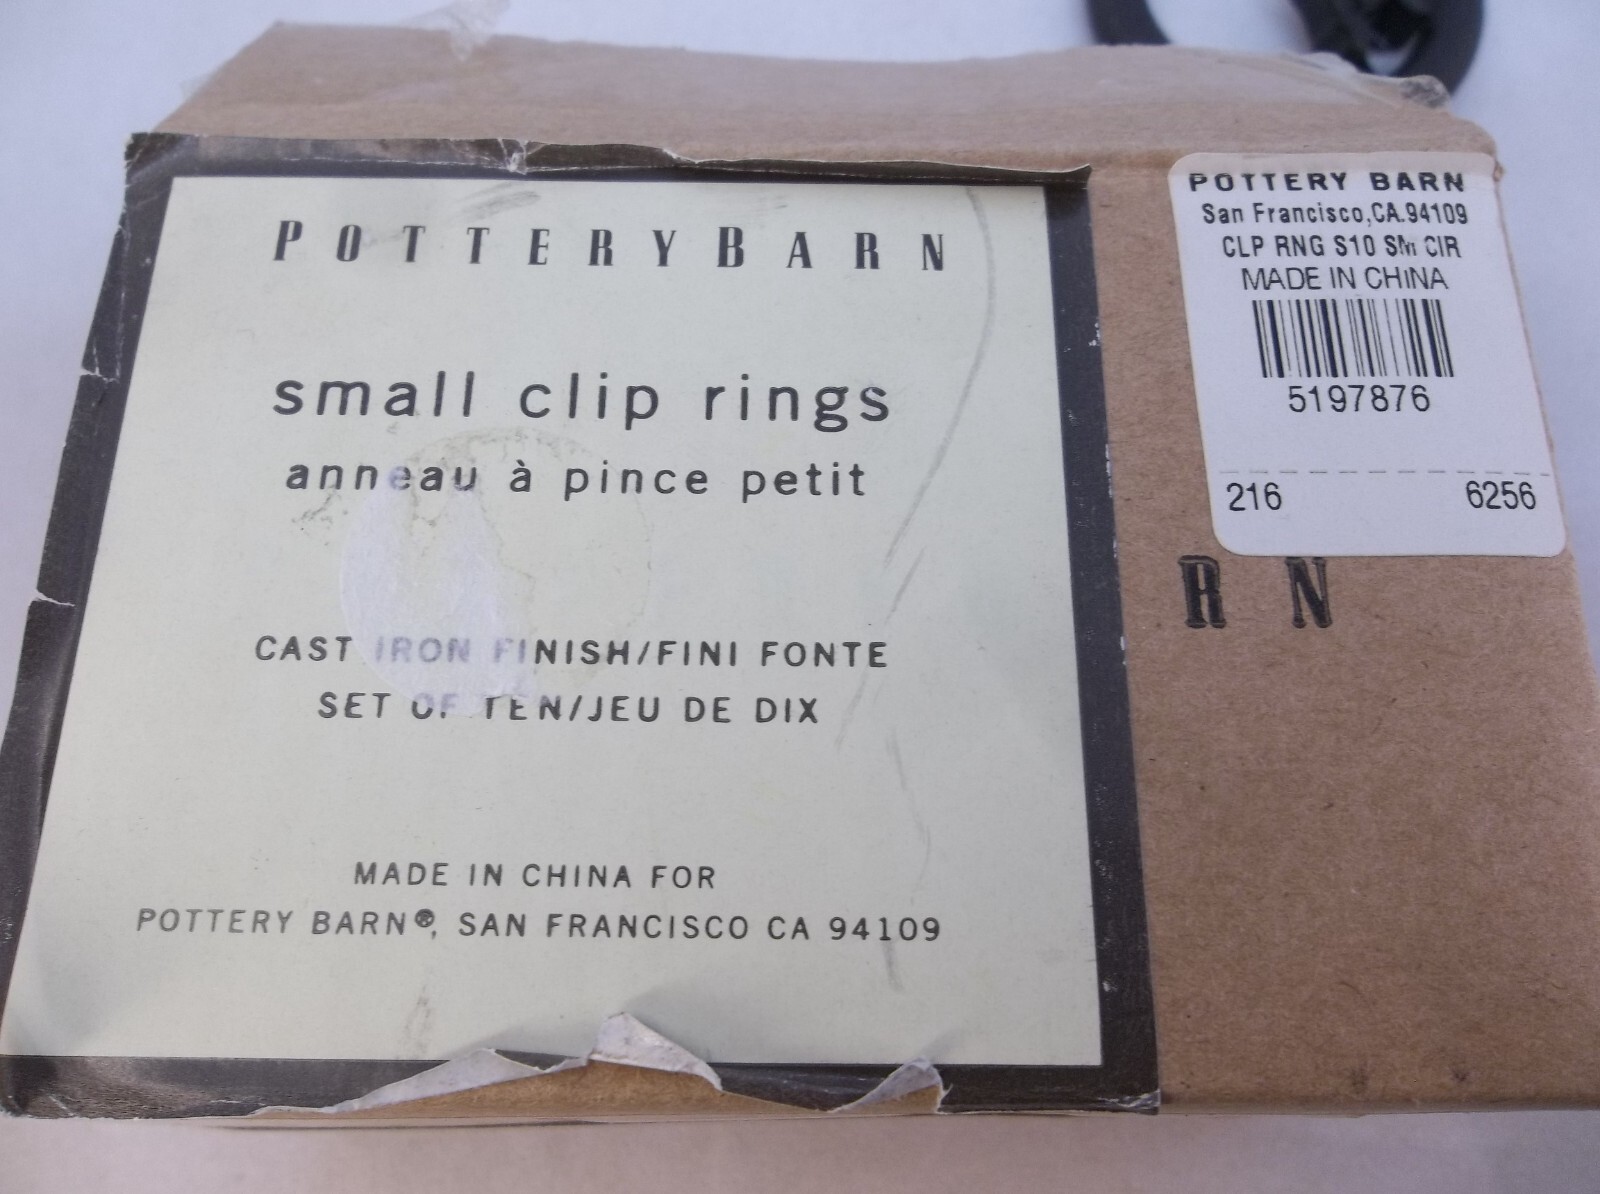 POTTERY BARN
small clip rings
anneau à pince petit
CAST IRON FINISH/FINI FONTE
SET OF TEN/JEU DE DIX
MADE IN CHINA FOR
POTTERY BARN®, SAN FRANCISCO CA 94109
POTTERY BARN
San Francisco,CA.94109
CLP RNG S10 SM CIR
MADE IN CHINA
5197876
216 6256
R N